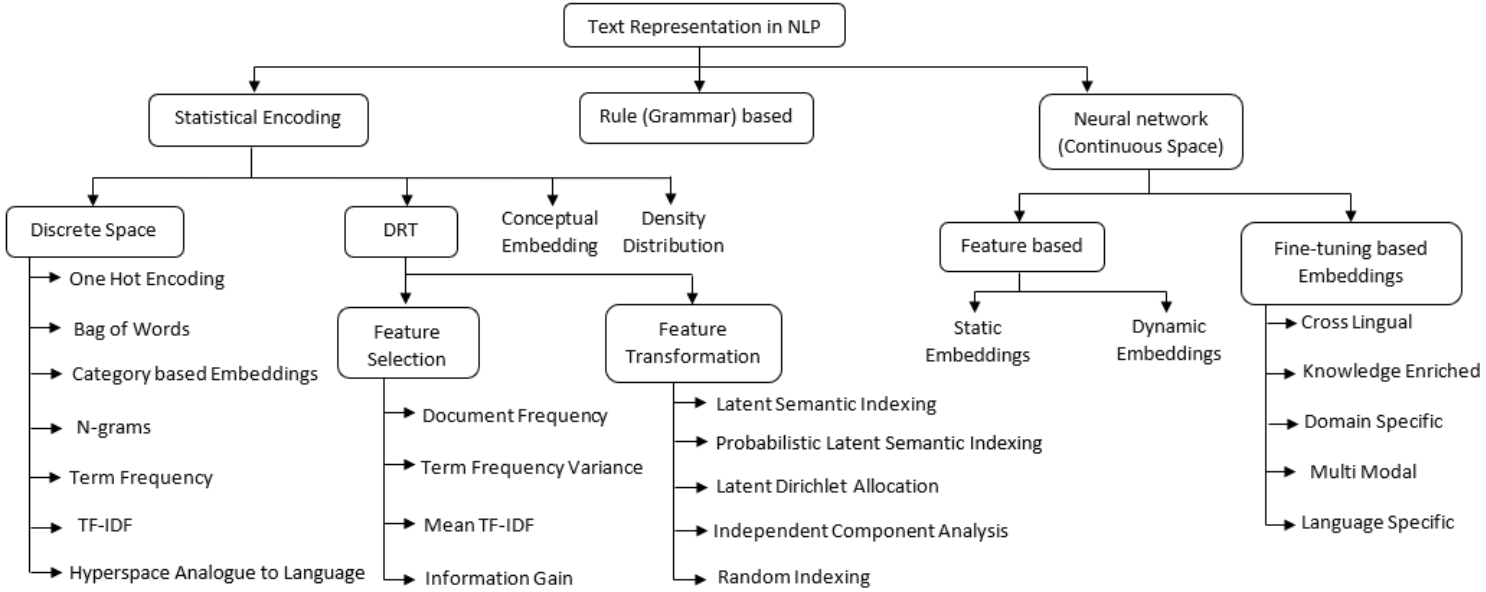 Text Representation in NLP
Statistical Encoding
Rule (Grammar) based
Neural network
(Continuous Space)
Discrete Space
DRT
Conceptual
Embedding
Density
Distribution
Feature based
Fine-tuning based
Embeddings
One Hot Encoding
Bag of Words
Category based Embeddings
N-grams
Term Frequency
TF-IDF
Hyperspace Analogue to Language
Feature
Selection
Document Frequency
Term Frequency Variance
Mean TF-IDF
Information Gain
Feature
Transformation
Latent Semantic Indexing
Probabilistic Latent Semantic Indexing
Latent Dirichlet Allocation
Independent Component Analysis
Random Indexing
Static
Embeddings
Dynamic
Embeddings
Cross Lingual
Knowledge Enriched
Domain Specific
Multi Modal
Language Specific